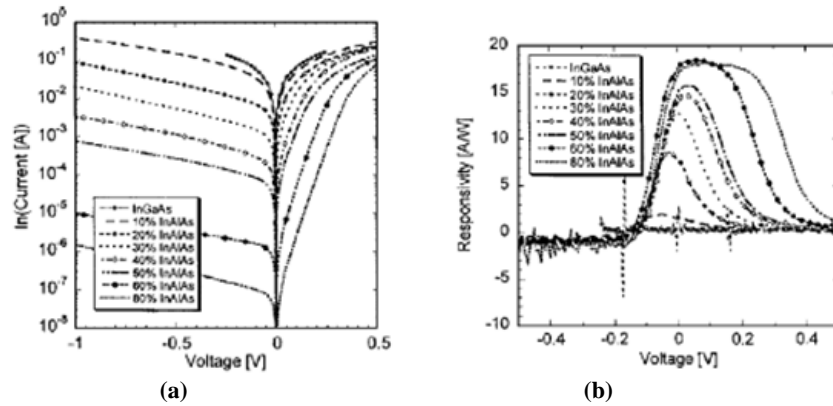 10⁵
10⁻¹
10⁻²
10⁻³
10⁻⁴
10⁻⁵
10⁻⁶
10⁻⁷
10⁻⁸
ln(Current [A])
InGaAs
10% InAlAs
20% InAlAs
30% InAlAs
40% InAlAs
50% InAlAs
60% InAlAs
80% InAlAs
-1 -0.5 0 0.5
Voltage [V]
(a)
20
15
10
5
0
-5
-10
Responsivity [A/W]
InGaAs
10% InAlAs
20% InAlAs
30% InAlAs
40% InAlAs
50% InAlAs
60% InAlAs
80% InAlAs
-0.4 -0.2 0 0.2 0.4
Voltage [V]
(b)